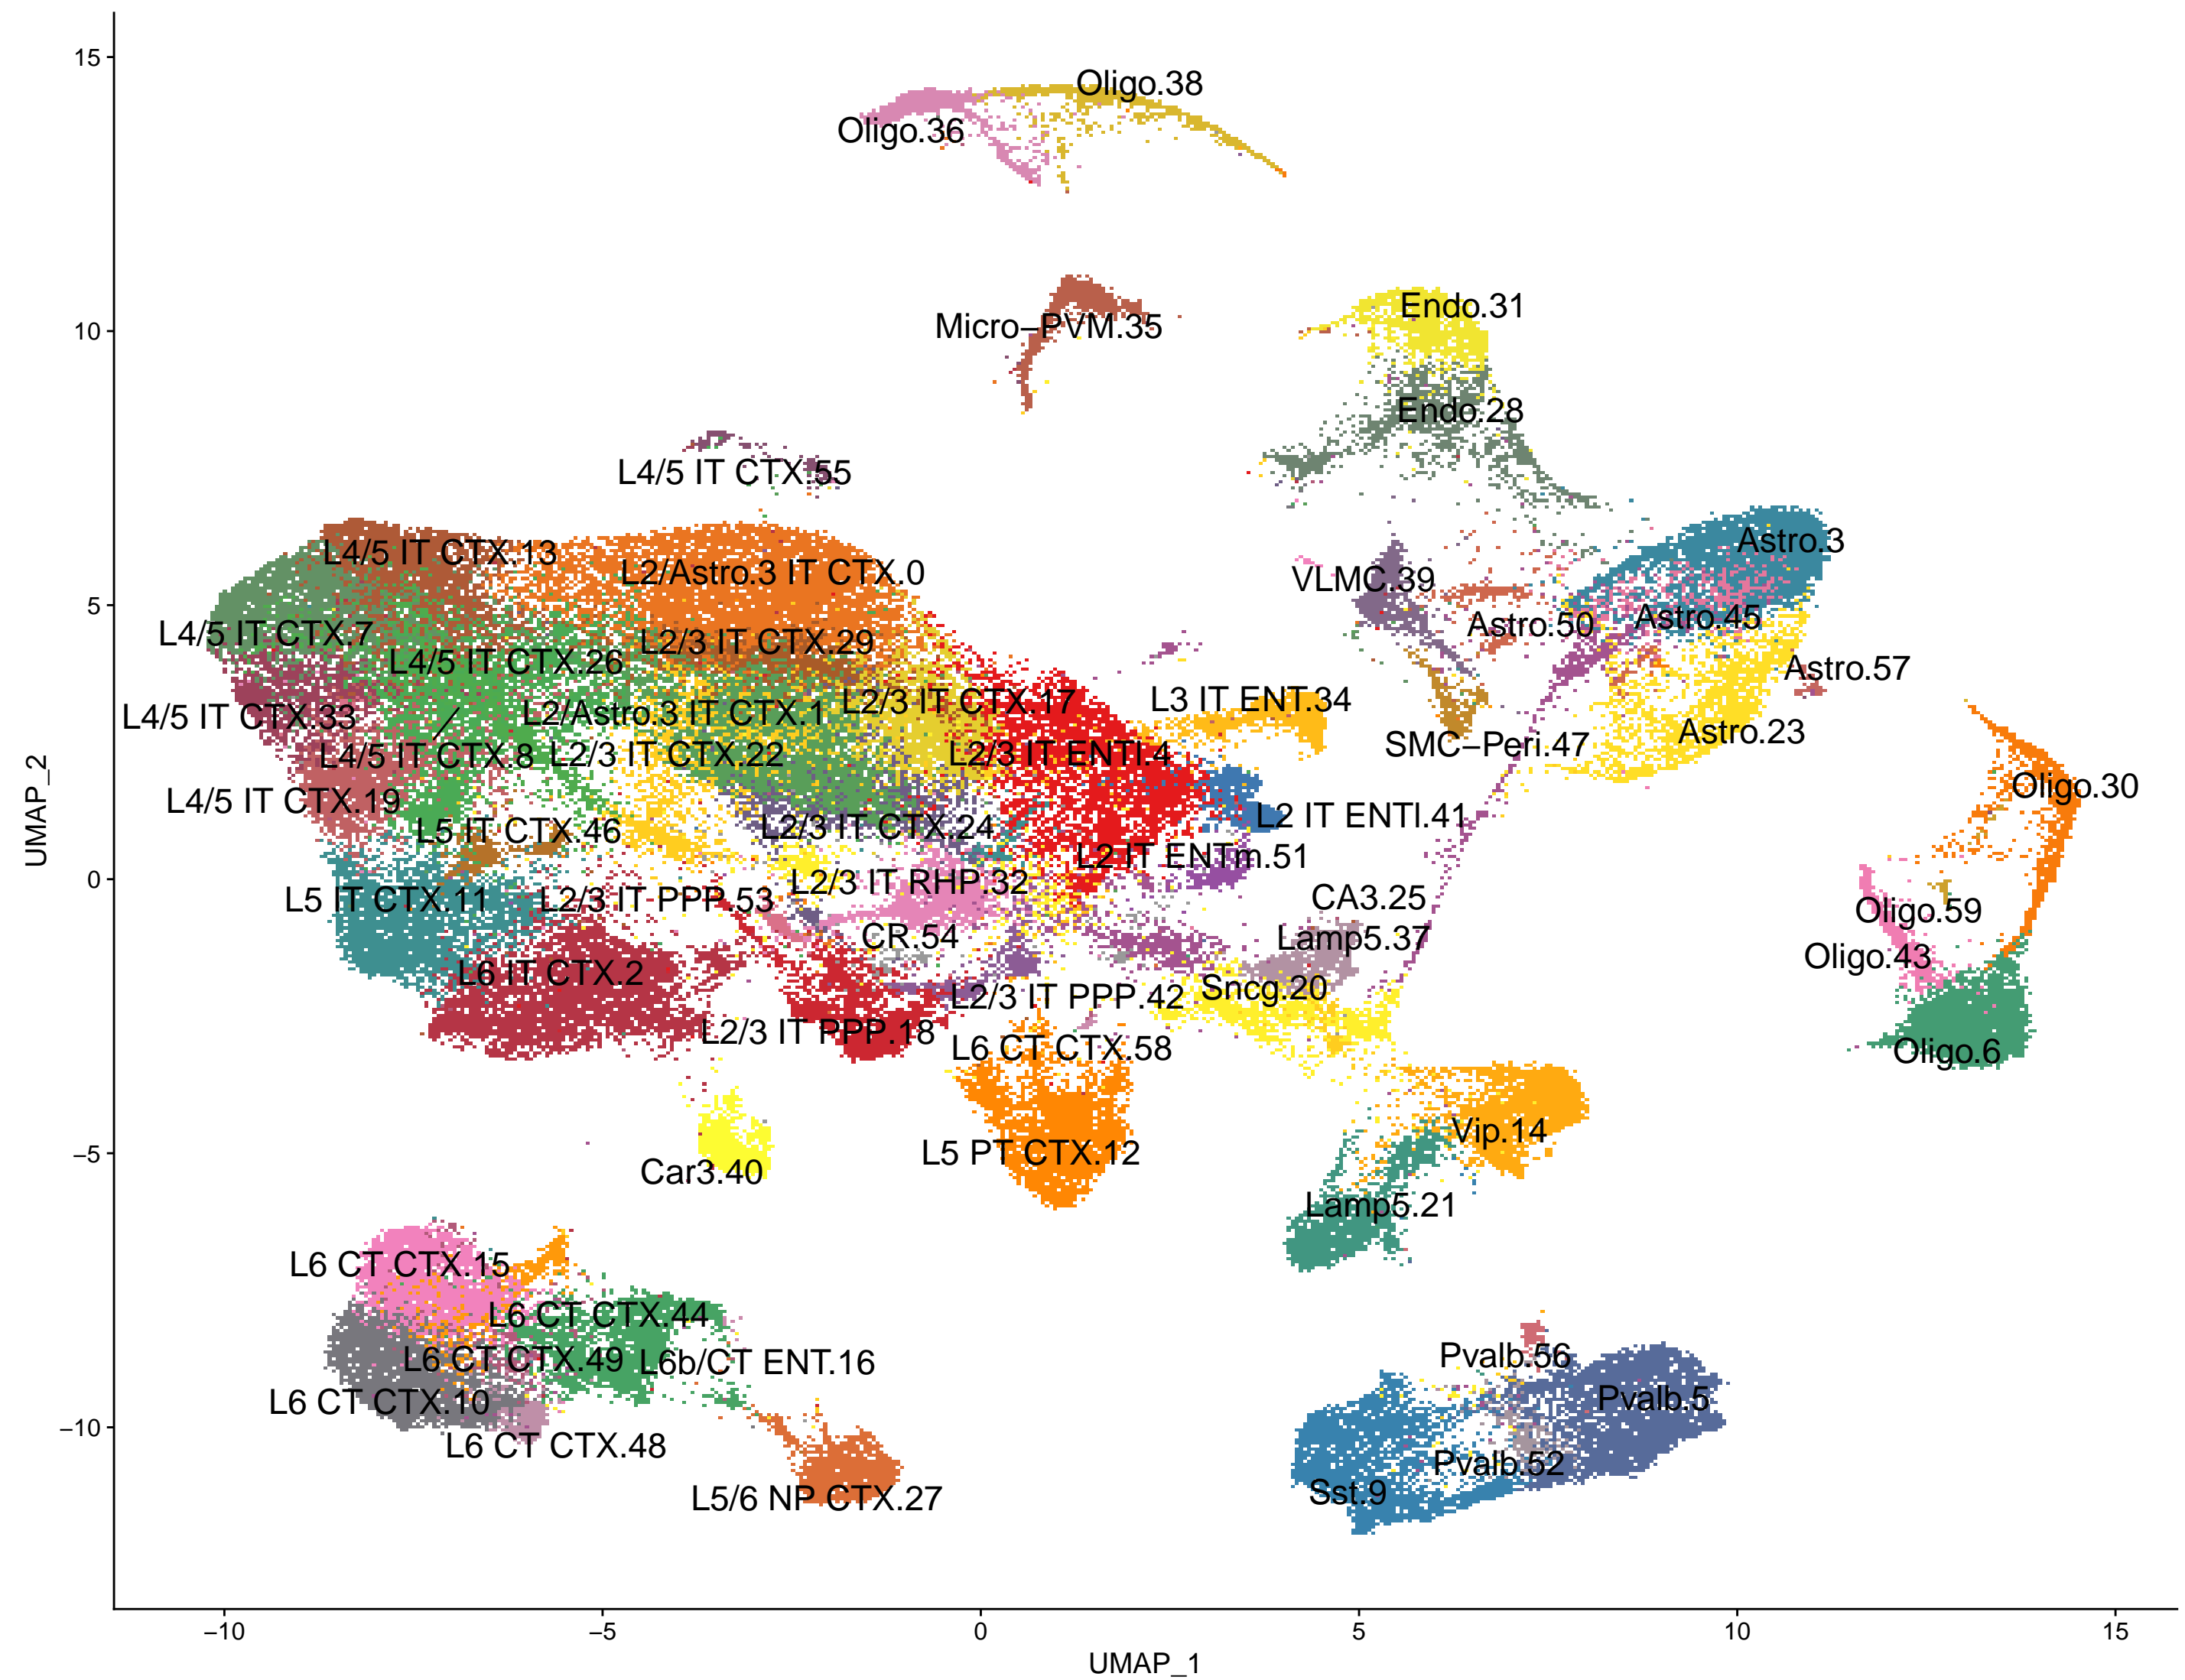 15
10
5
0
−5
−10
UMAP_2
Oligo.38
Oligo.36
Endo.31
Micro−PVM.35
Endo.28
L4/5 IT CTX.55
Astro.3
L4/5 IT CTX.13
L2/Astro.3 IT CTX.0
VLMC.39
Astro.45
Astro.50
L4/5 IT CTX.7
L2/3 IT CTX.29
L4/5 IT CTX.26
Astro.57
L2/3 IT CTX.17
L3 IT ENT.34
L4/5 IT CTX.33
L2/Astro.3 IT CTX.1
Astro.23
SMC−Peri.47
L4/5 IT CTX.8
L2/3 IT CTX.22
L2/3 IT ENTl.4
Oligo.30
L4/5 IT CTX.19
L5 IT CTX.46
L2/3 IT CTX.24
L2 IT ENTl.41
L2 IT ENTm.51
L5 IT CTX.11
L2/3 IT PPP.53
L2/3 IT RHP.32
CA3.25
Oligo.59
CR.54
Lamp5.37
Oligo.43
L6 IT CTX.2
L2/3 IT PPP.42
Sncg.20
L2/3 IT PPP.18
L6 CT CTX.58
Oligo.6
Vip.14
Car3.40
L5 PT CTX.12
Lamp5.21
L6 CT CTX.15
L6 CT CTX.44
L6 CT CTX.49
L6b/CT ENT.16
Pvalb.56
L6 CT CTX.10
Pvalb.5
L6 CT CTX.48
Pvalb.52
L5/6 NP CTX.27
Sst.9
−10
−5
0
5
10
15
UMAP_1